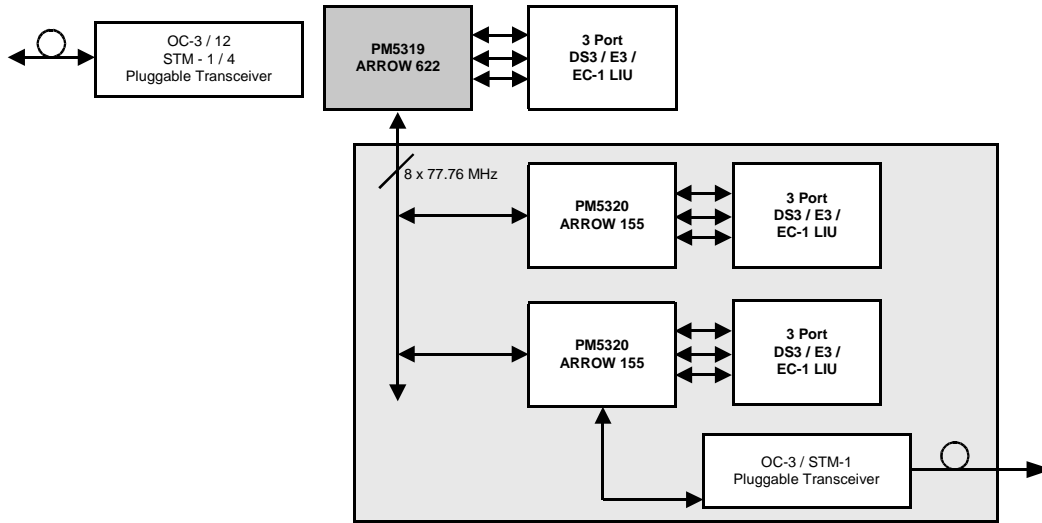 OC-3 / 12
STM - 1 / 4
Pluggable Transceiver
PM5319
ARROW 622
3 Port
DS3 / E3 /
EC-1 LIU
8 x 77.76 MHz
PM5320
ARROW 155
3 Port
DS3 / E3 /
EC-1 LIU
PM5320
ARROW 155
3 Port
DS3 / E3 /
EC-1 LIU
OC-3 / STM-1
Pluggable Transceiver